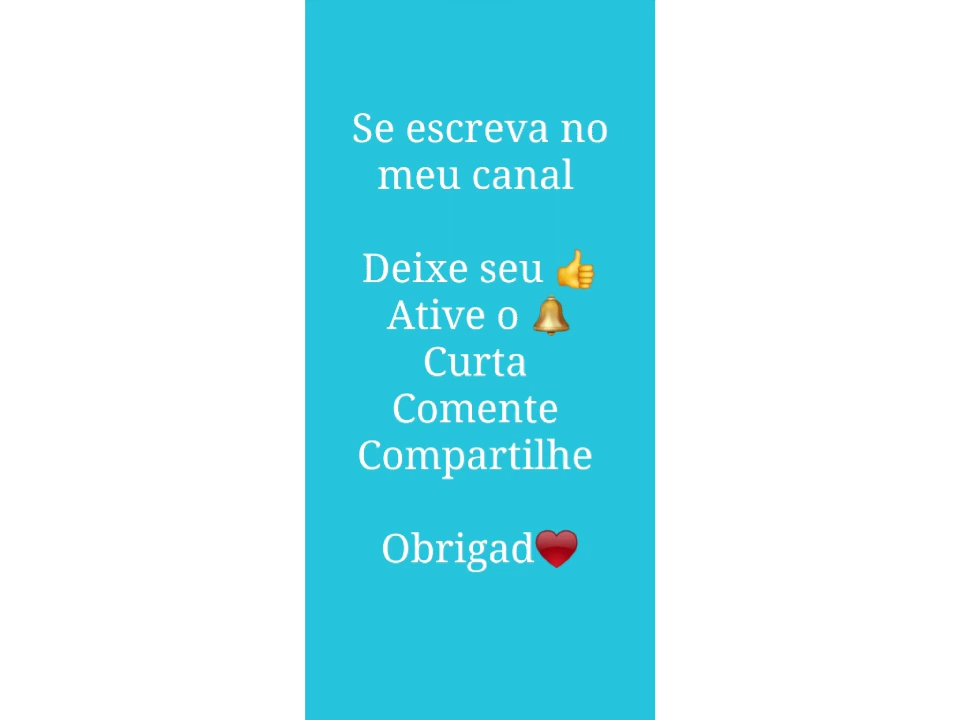 Se escreva no
meu canal
Deixe seu 👍
Ative o 🔔
Curta
Comente
Compartilhe
Obrigad❤️